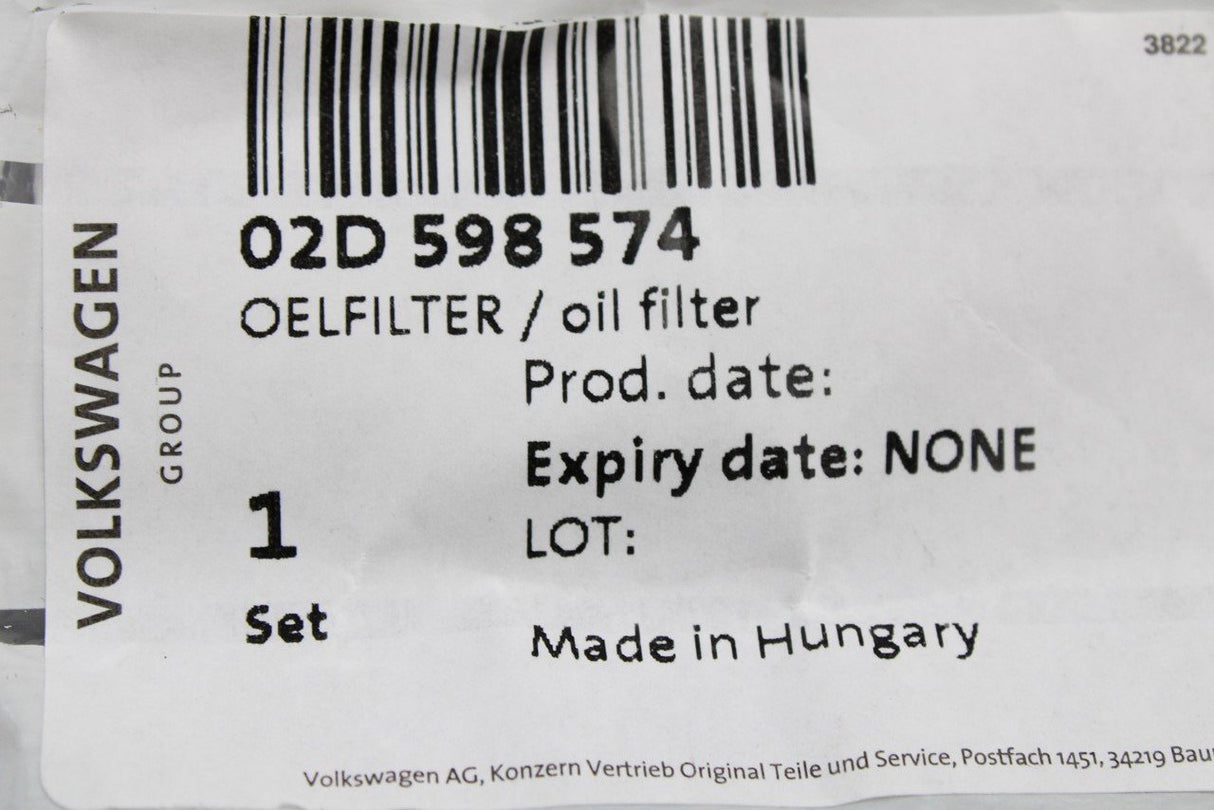 3822
02D 598 574
OELFILTER / oil filter
Prod. date:
Expiry date: NONE
1
LOT:
Set
Made in Hungary
VOLKSWAGEN
GROUP
Volkswagen AG, Konzern Vertrieb Original Teile und Service, Postfach 1451, 34219